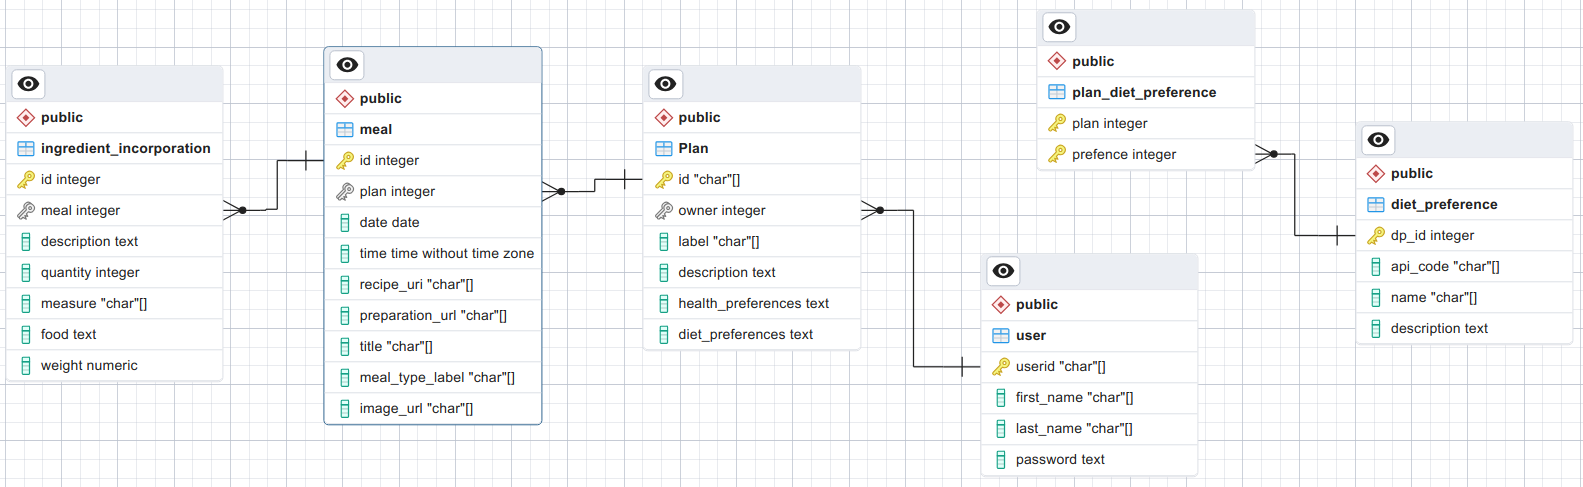 public
ingredient_incorporation
id integer
meal integer
description text
quantity integer
measure "char"[]
food text
weight numeric
public
meal
id integer
plan integer
date date
time time without time zone
recipe_uri "char"[]
preparation_url "char"[]
title "char"[]
meal_type_label "char"[]
image_url "char"[]
public
Plan
id "char"[]
owner integer
label "char"[]
description text
health_preferences text
diet_preferences text
public
plan_diet_preference
plan integer
prefence integer
public
user
userid "char"[]
first_name "char"[]
last_name "char"[]
password text
public
diet_preference
dp_id integer
api_code "char"[]
name "char"[]
description text